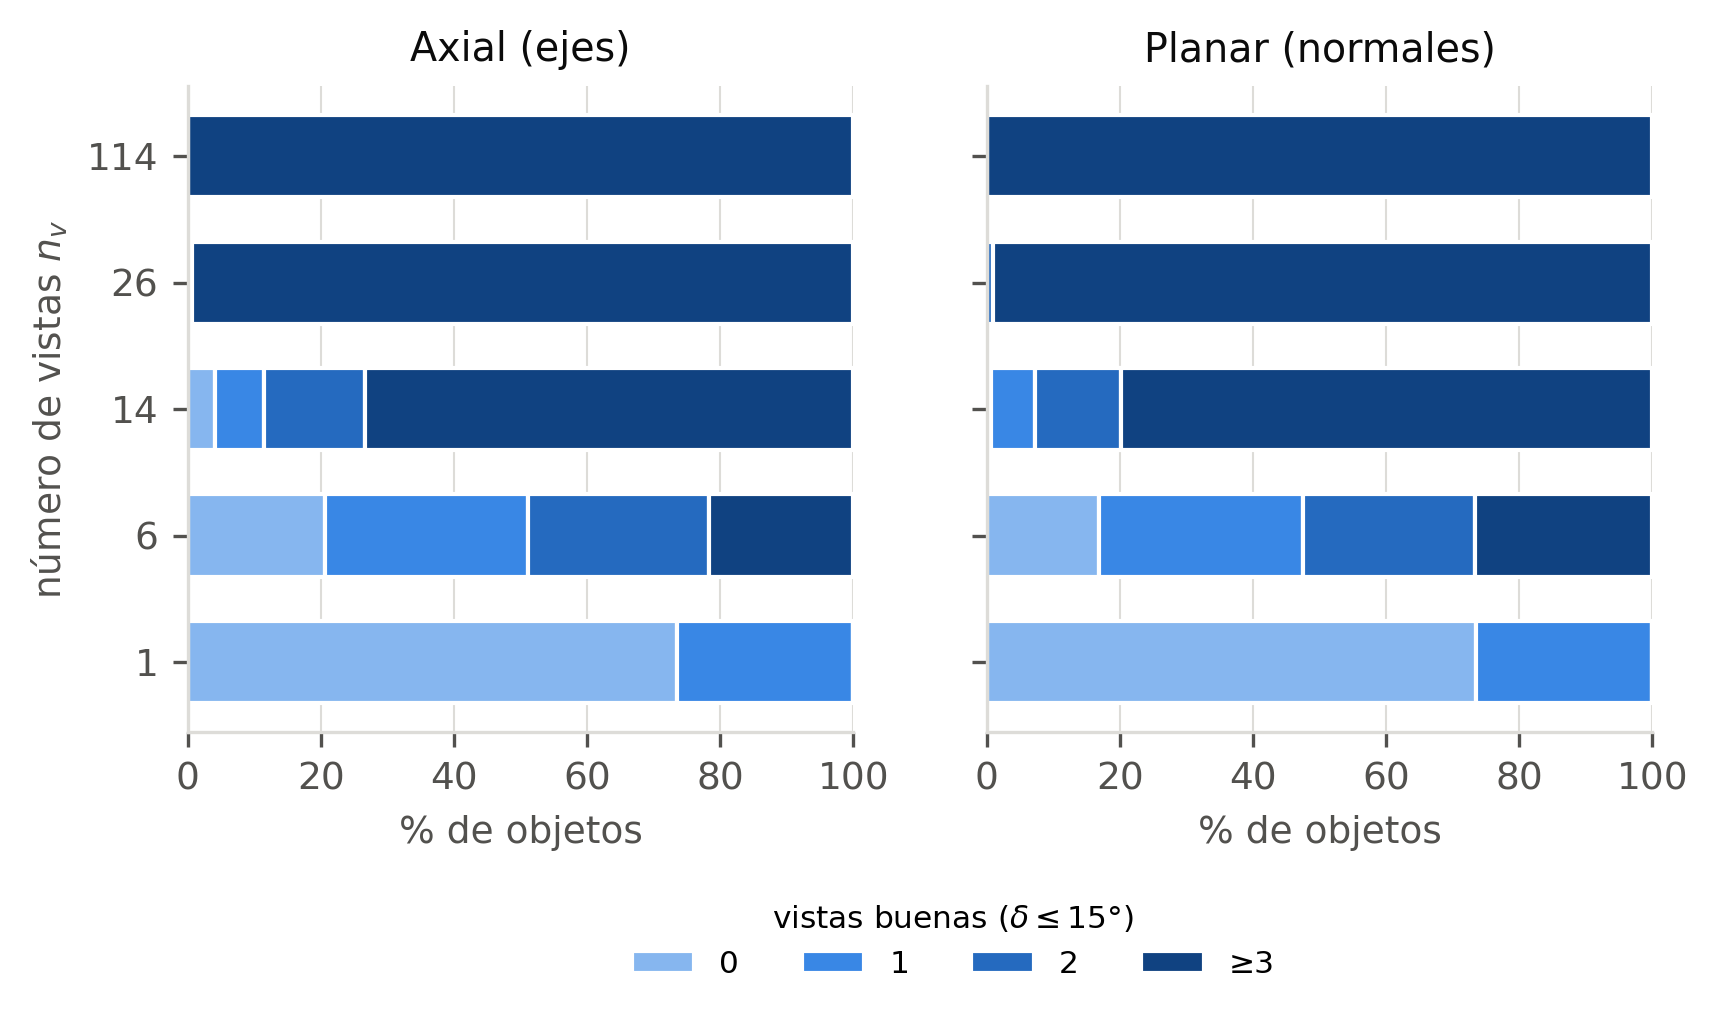 Axial (ejes)
Planar (normales)
número de vistas n_v
114
26
14
6
1
0 20 40 60 80 100
0 20 40 60 80 100
% de objetos
% de objetos
vistas buenas (δ ≤ 15°)
0 1 2 ≥3